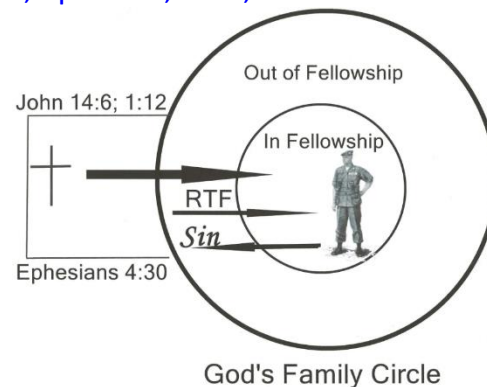 Out of Fellowship
John 14:6; 1:12
In Fellowship
RTF
Sin
Ephesians 4:30
God's Family Circle